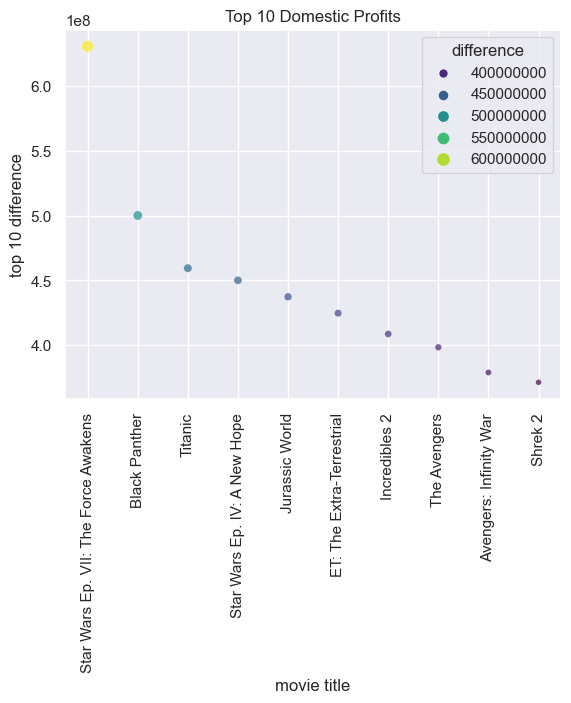 Top 10 Domestic Profits
1e8
difference
400000000
450000000
500000000
550000000
600000000
top 10 difference
6.0
5.5
5.0
4.5
4.0
Star Wars Ep. VII: The Force Awakens
Black Panther
Titanic
Star Wars Ep. IV: A New Hope
Jurassic World
ET: The Extra-Terrestrial
Incredibles 2
The Avengers
Avengers: Infinity War
Shrek 2
movie title